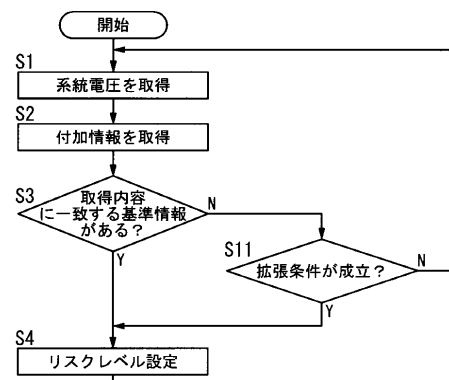 開始
S1
系統電圧を取得
S2
付加情報を取得
S3
取得内容
に一致する基準情報
がある?
N
Y
S11
拡張条件が成立?
N
Y
S4
リスクレベル設定